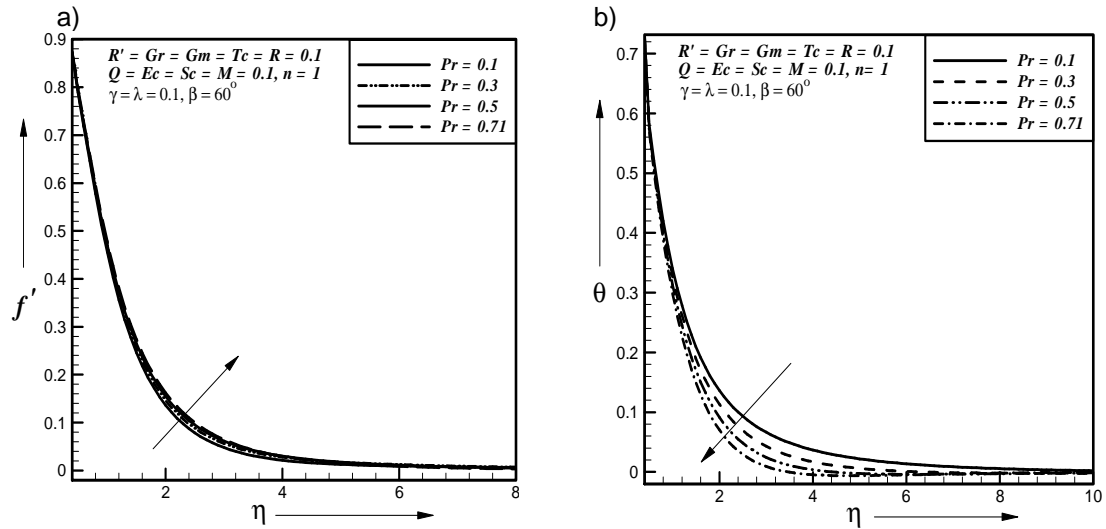 a)
R' = Gr = Gm = Tc = R = 0.1
Q = Ec = Sc = M = 0.1, n = 1
γ = λ = 0.1, β = 60°
Pr = 0.1
Pr = 0.3
Pr = 0.5
Pr = 0.71
0.9
0.8
0.7
0.6
0.5
0.4
0.3
0.2
0.1
0
f'
2
4
6
8
η
b)
R' = Gr = Gm = Tc = R = 0.1
Q = Ec = Sc = M = 0.1, n= 1
γ = λ = 0.1, β = 60°
Pr = 0.1
Pr = 0.3
Pr = 0.5
Pr = 0.71
0.7
0.6
0.5
0.4
0.3
0.2
0.1
0
θ
2
4
6
8
10
η